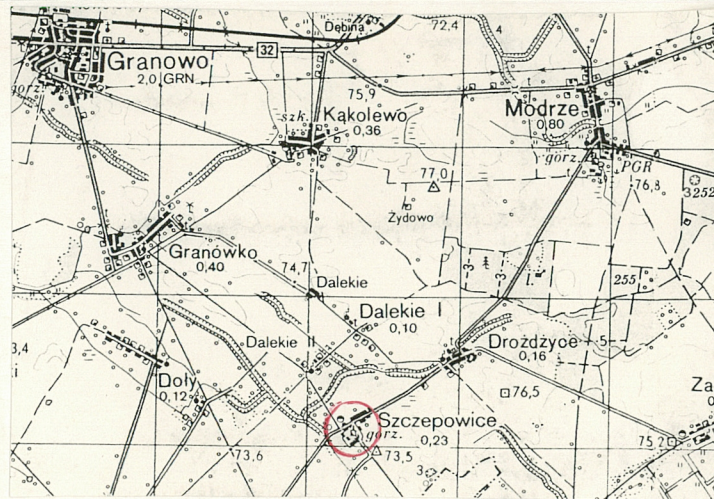 Dębina
72,4
4
32
Granowo
2,0 GRN
75,9
Modrze
0,80
gorz.
szk.
Kąkolewo
0,36
gorz.
PGR
77,0
76,8
3252
Żydowo
Granówko
0,40
74,7
Dalekie
3
3
l.
255
Dalekie I
0,10
Drożdżyce
0,16
5
3,4
i
Dalekie II
Doły
0,12
76,5
Za
Szczepowice
0,23
gorz.
75,2
73,6
73,5
3